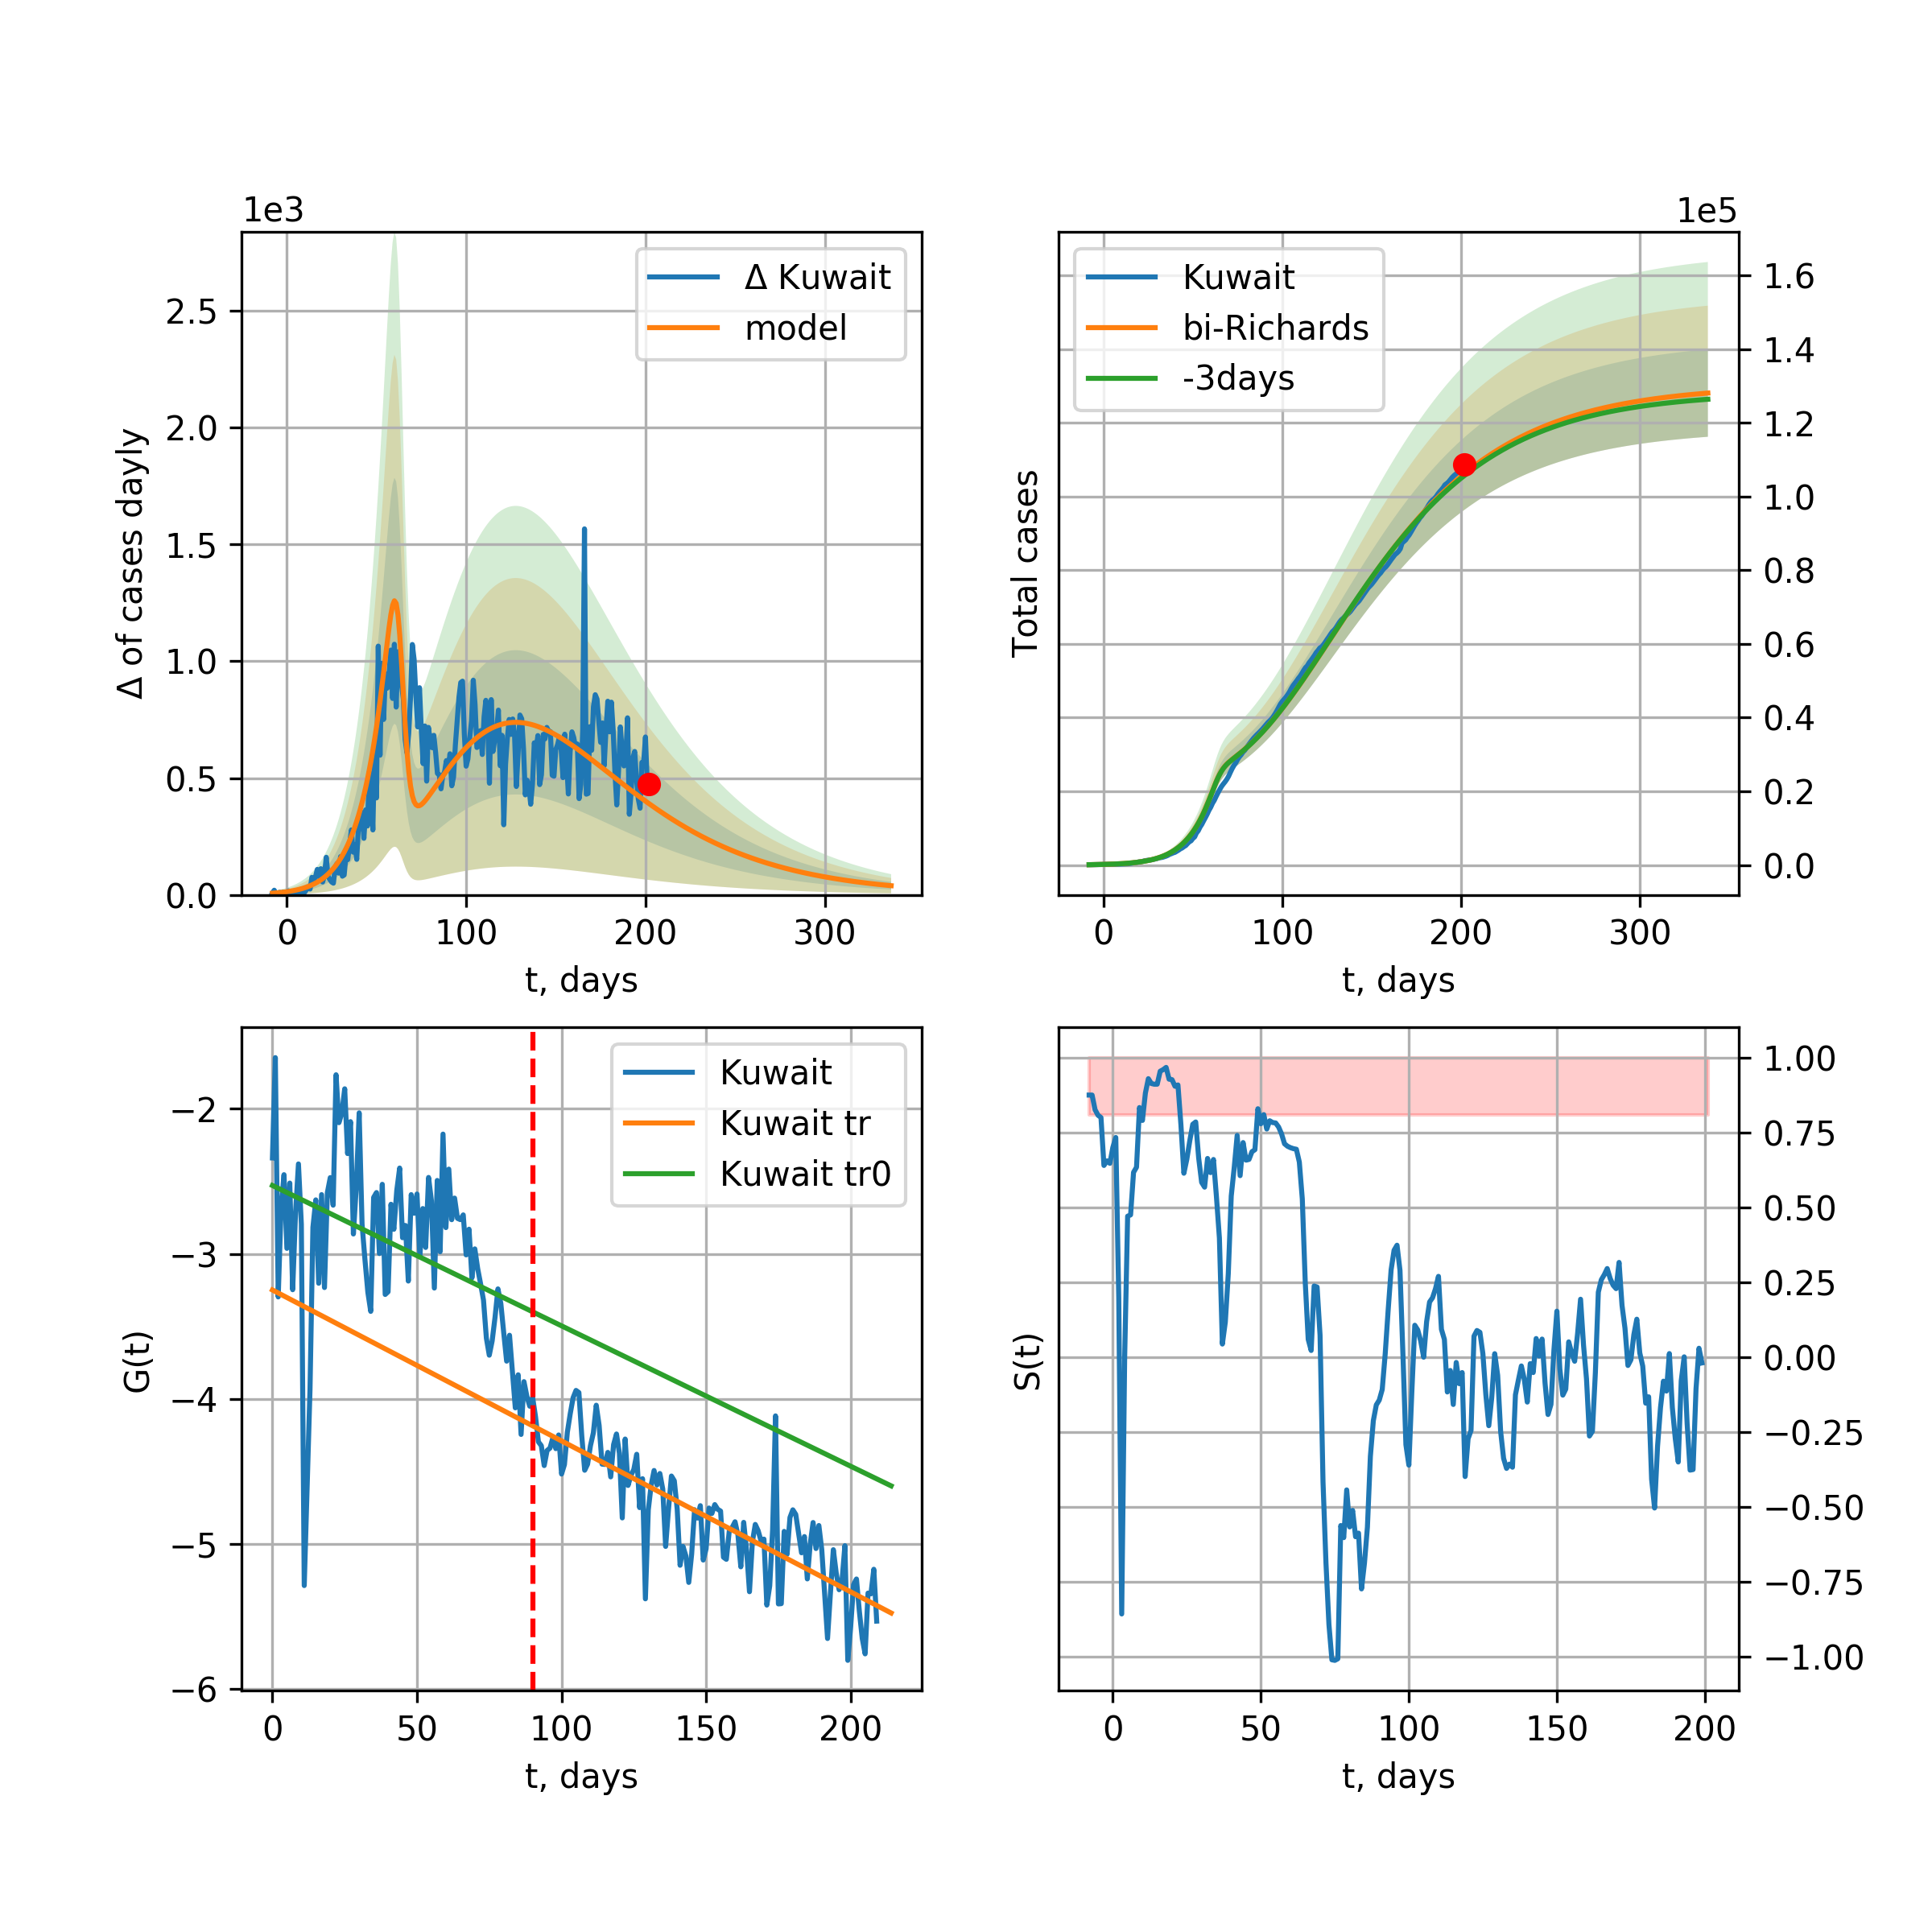 1e3
Δ of cases dayly
2.5
2.0
1.5
1.0
0.5
0.0
Δ Kuwait
model
0 100 200 300
t, days
1e5
Total cases
Kuwait
bi-Richards
-3days
1.6
1.4
1.2
1.0
0.8
0.6
0.4
0.2
0.0
0 100 200 300
t, days
G(t)
−2
−3
−4
−5
−6
Kuwait
Kuwait tr
Kuwait tr0
0 50 100 150 200
t, days
S(t)
1.00
0.75
0.50
0.25
0.00
−0.25
−0.50
−0.75
−1.00
0 50 100 150 200
t, days